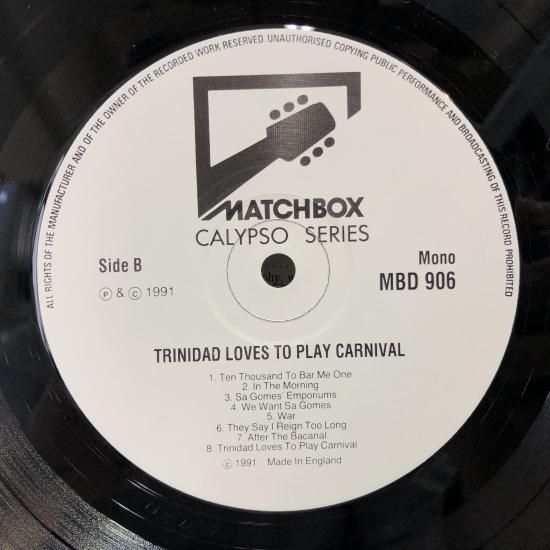 ALL RIGHTS OF THE MANUFACTURER AND OF THE OWNER OF THE RECORDED WORK RESERVED UNAUTHORISED COPYING PUBLIC PERFORMANCE AND BROADCASTING OF THIS RECORD PROHIBITED
MATCHBOX
CALYPSO SERIES
Side B
Mono
℗ & © 1991
MBD 906
TRINIDAD LOVES TO PLAY CARNIVAL
1. Ten Thousand To Bar Me One
2. In The Morning
3. Sa Gomes' Emporiums
4. We Want Sa Gomes
5. War
6. They Say I Reign Too Long
7. After The Bacanal
8. Trinidad Loves To Play Carnival
© 1991 Made In England